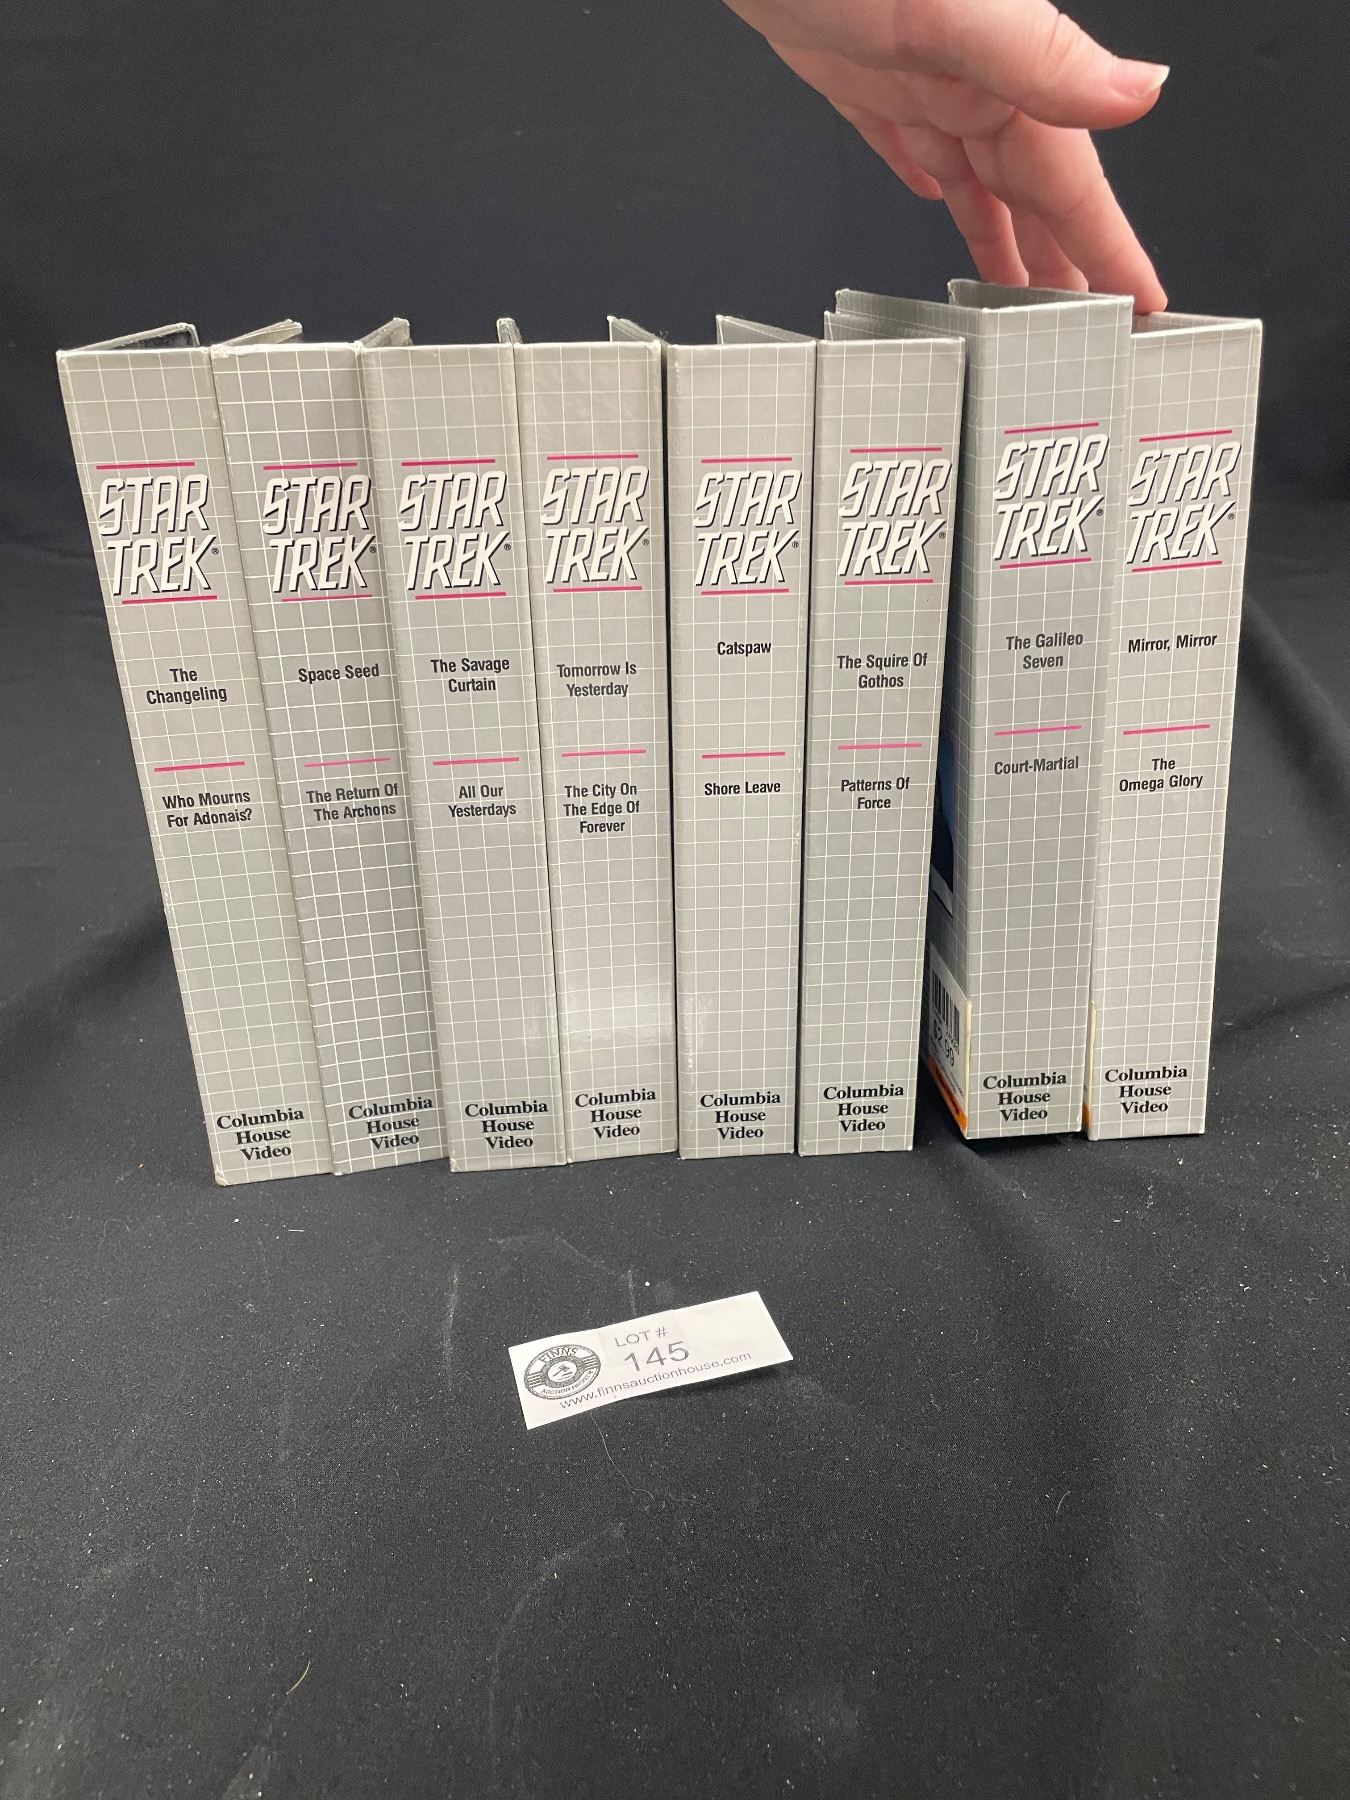 STAR
TREK®
The
Changeling
Who Mourns
For Adonais?
Columbia
House
Video
STAR
TREK®
Space Seed
The Return Of
The Archons
Columbia
House
Video
STAR
TREK®
The Savage
Curtain
All Our
Yesterdays
Columbia
House
Video
STAR
TREK®
Tomorrow Is
Yesterday
The City On
The Edge Of
Forever
Columbia
House
Video
STAR
TREK®
Catspaw
Shore Leave
Columbia
House
Video
STAR
TREK®
The Squire Of
Gothos
Patterns Of
Force
Columbia
House
Video
STAR
TREK®
The Galileo
Seven
Court-Martial
Columbia
House
Video
STAR
TREK®
Mirror, Mirror
The
Omega Glory
Columbia
House
Video
FINNS
LOT #
145
www.finnsauctionhouse.com